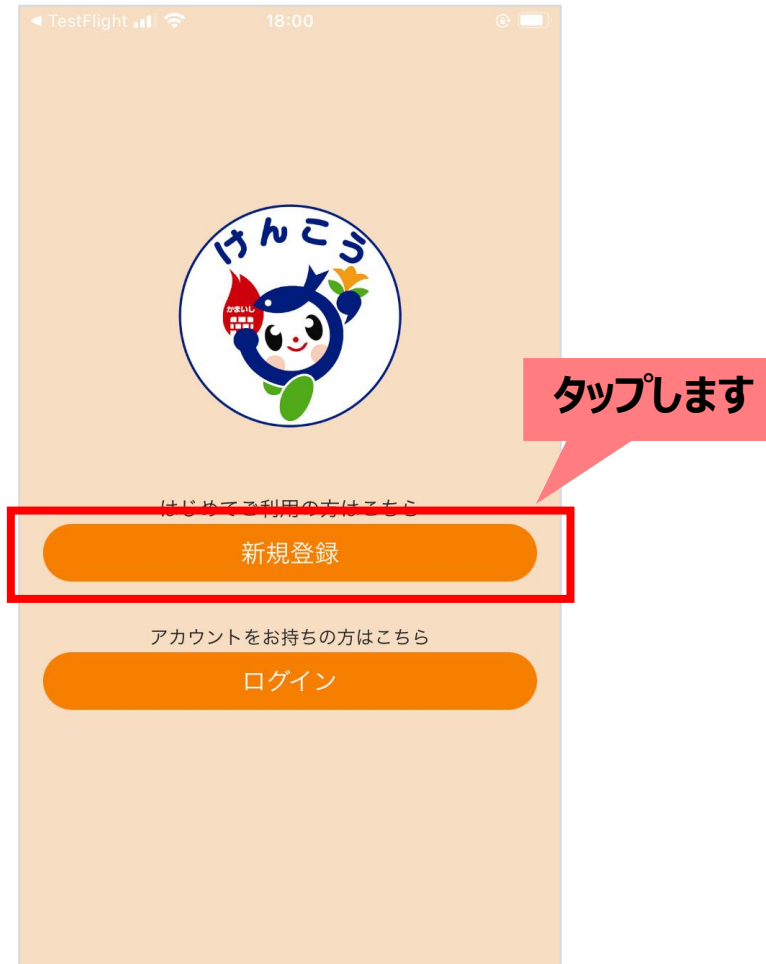 ◀ TestFlight 18:00
けんこう
かまいし
タップします
はじめてご利用の方はこちら
新規登録
アカウントをお持ちの方はこちら
ログイン